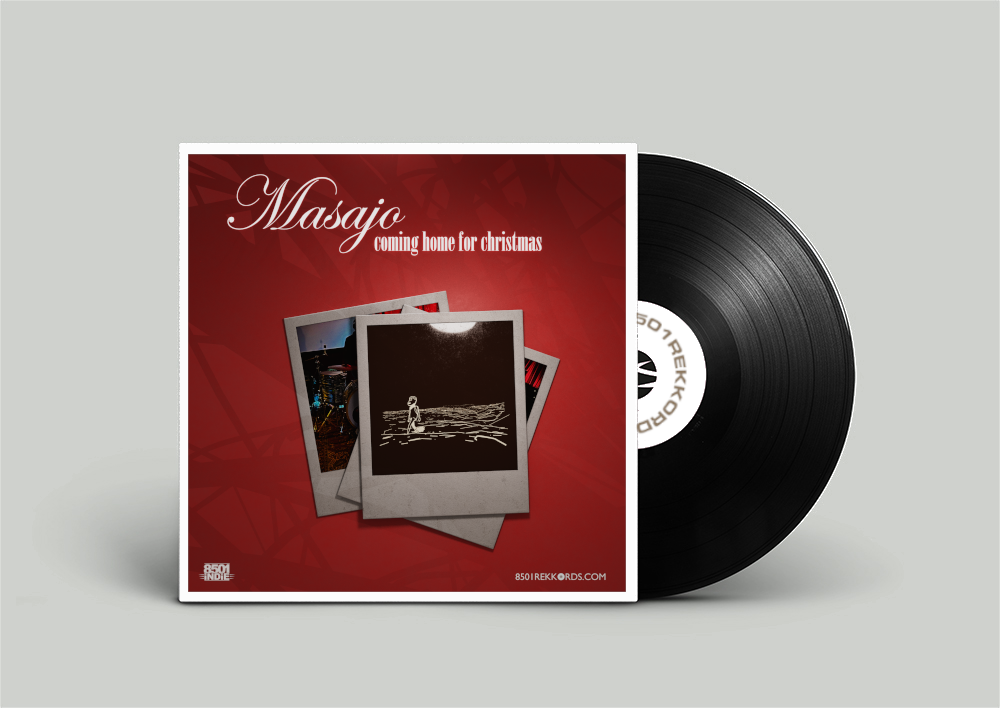 Masajo
coming home for christmas
8501REKKORD
8501
INDIE
8501REKKORDS.COM